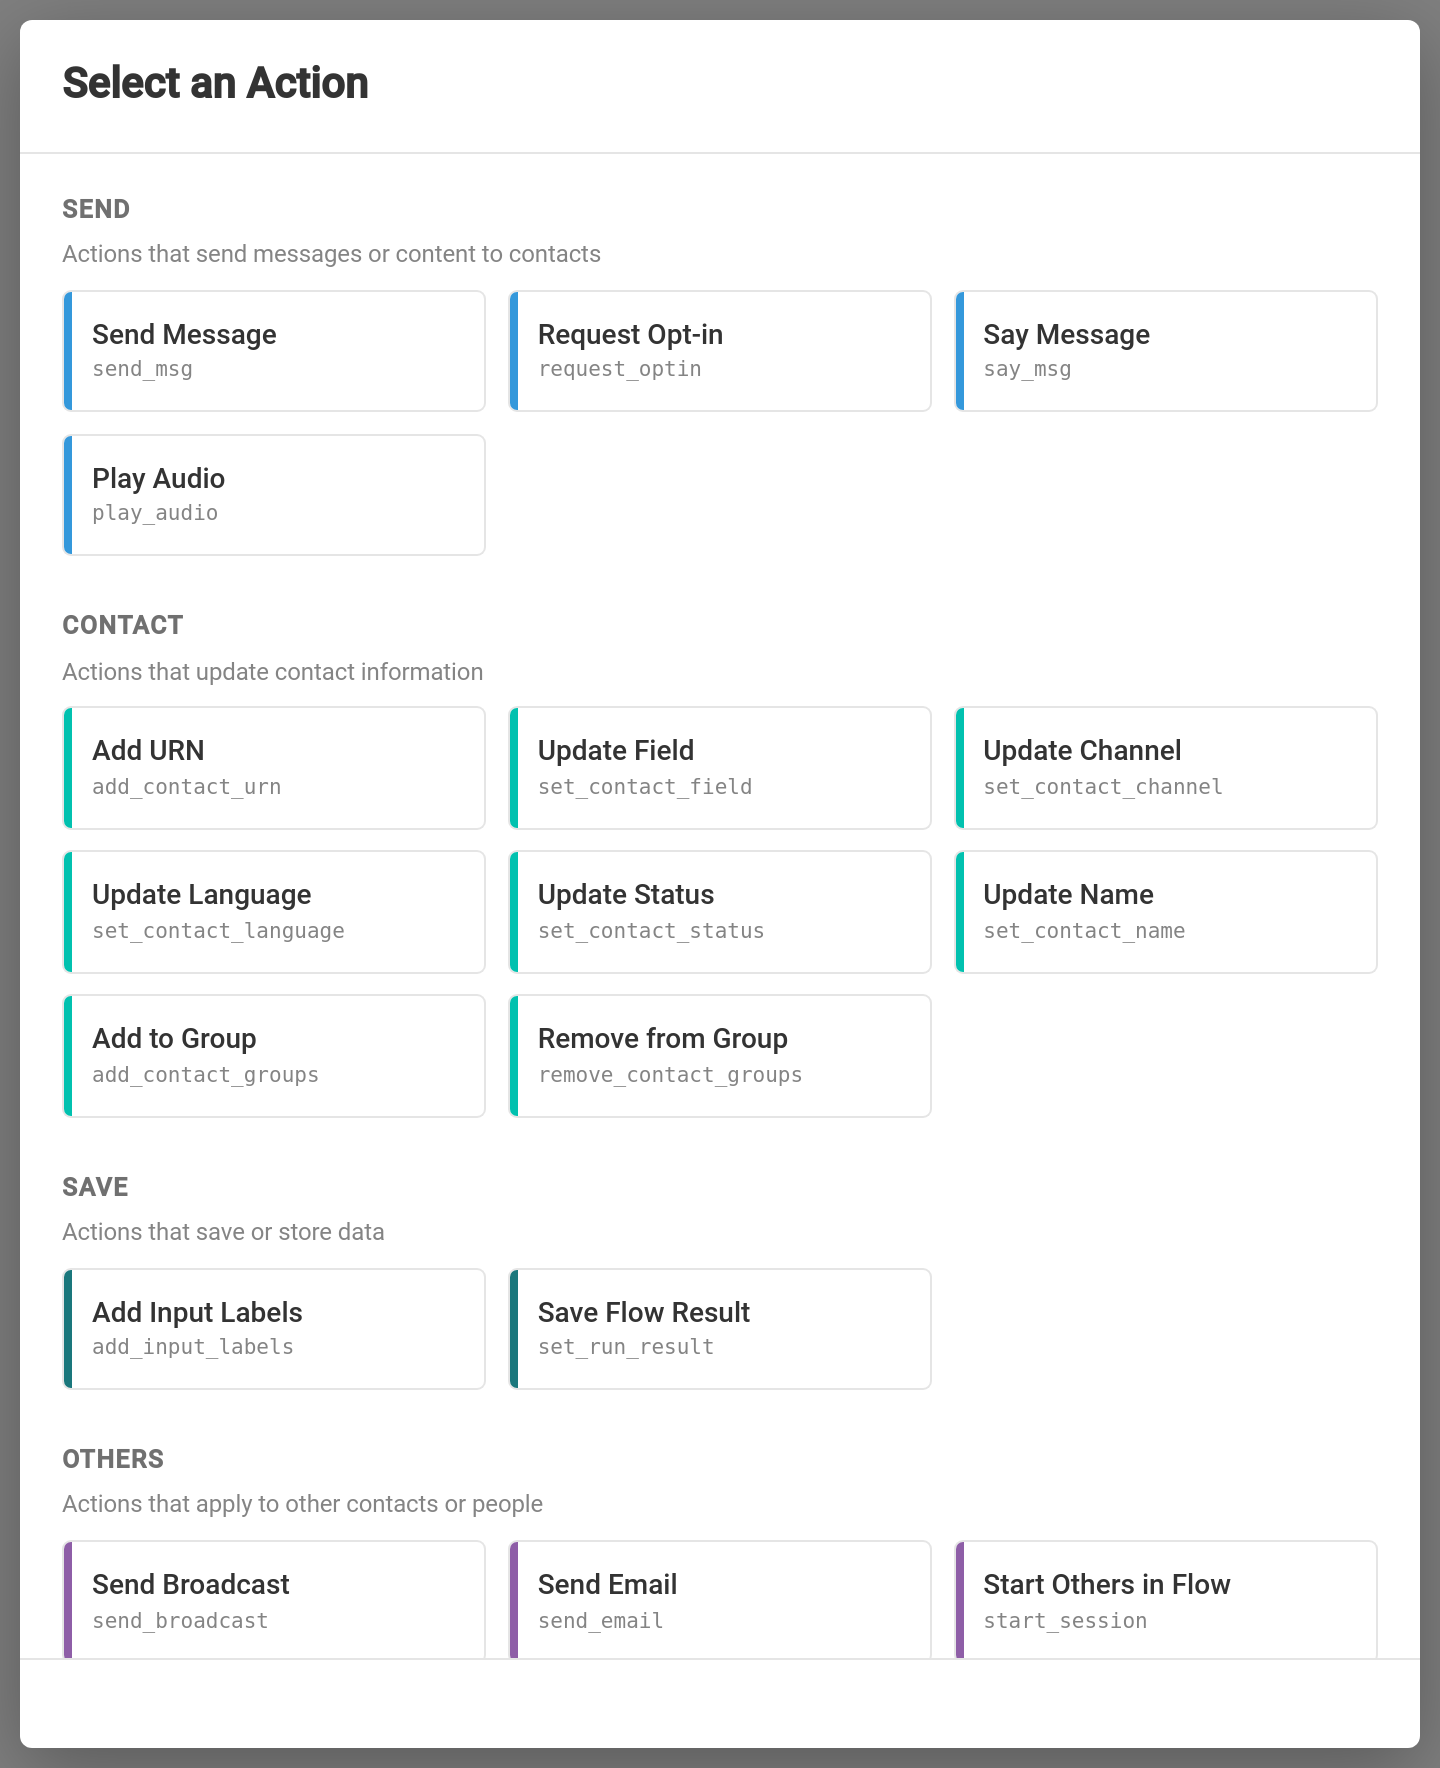 Select an Action
SEND
Actions that send messages or content to contacts
Send Message
send_msg
Request Opt-in
request_optin
Say Message
say_msg
Play Audio
play_audio
CONTACT
Actions that update contact information
Add URN
add_contact_urn
Update Field
set_contact_field
Update Channel
set_contact_channel
Update Language
set_contact_language
Update Status
set_contact_status
Update Name
set_contact_name
Add to Group
add_contact_groups
Remove from Group
remove_contact_groups
SAVE
Actions that save or store data
Add Input Labels
add_input_labels
Save Flow Result
set_run_result
OTHERS
Actions that apply to other contacts or people
Send Broadcast
send_broadcast
Send Email
send_email
Start Others in Flow
start_session